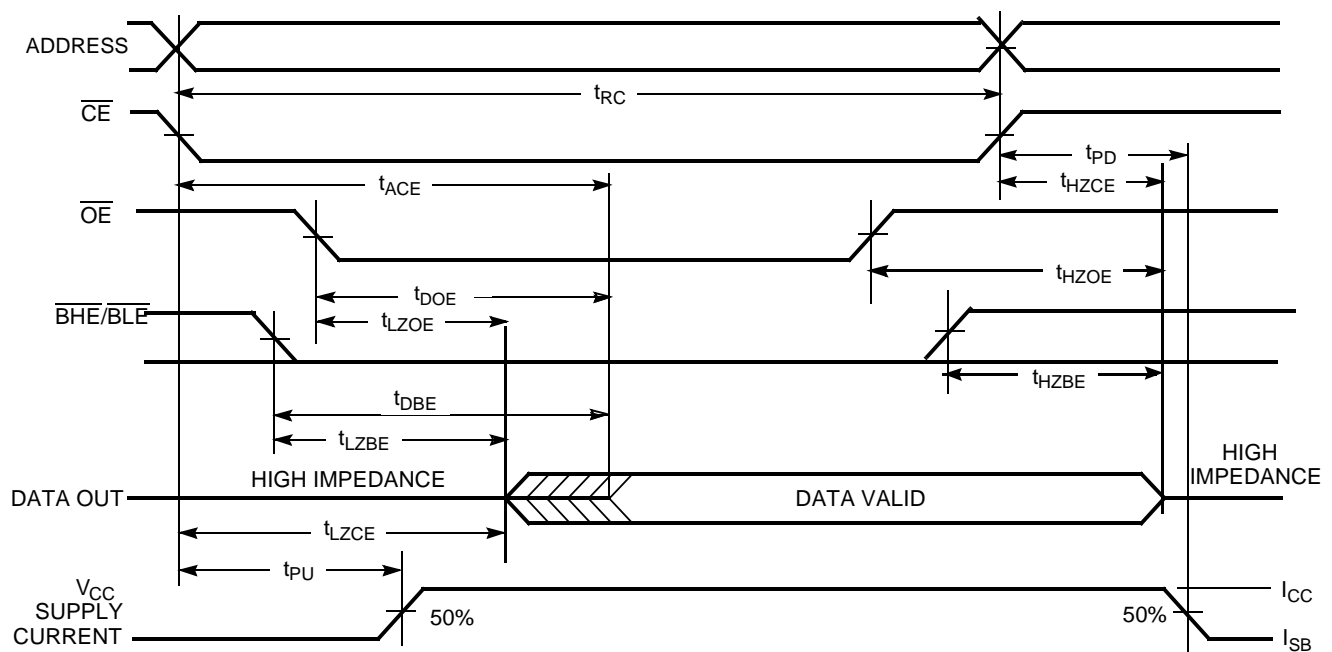 ADDRESS
tRC
CE
tPD
tACE
tHZCE
OE
tHZOE
tDOE
BHE/BLE
tLZOE
tHZBE
tDBE
tLZBE
HIGH IMPEDANCE
HIGH
IMPEDANCE
DATA OUT
DATA VALID
tLZCE
tPU
VCC
SUPPLY
CURRENT
50%
50%
ICC
ISB